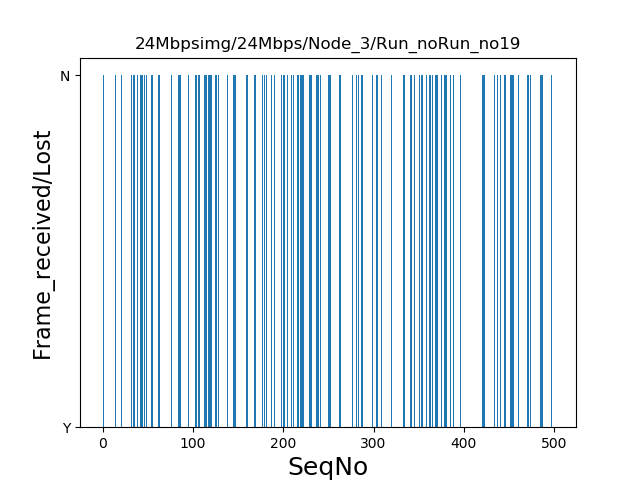 24Mbpsimg/24Mbps/Node_3/Run_noRun_no19
N
Frame_received/Lost
Y
0 100 200 300 400 500
SeqNo